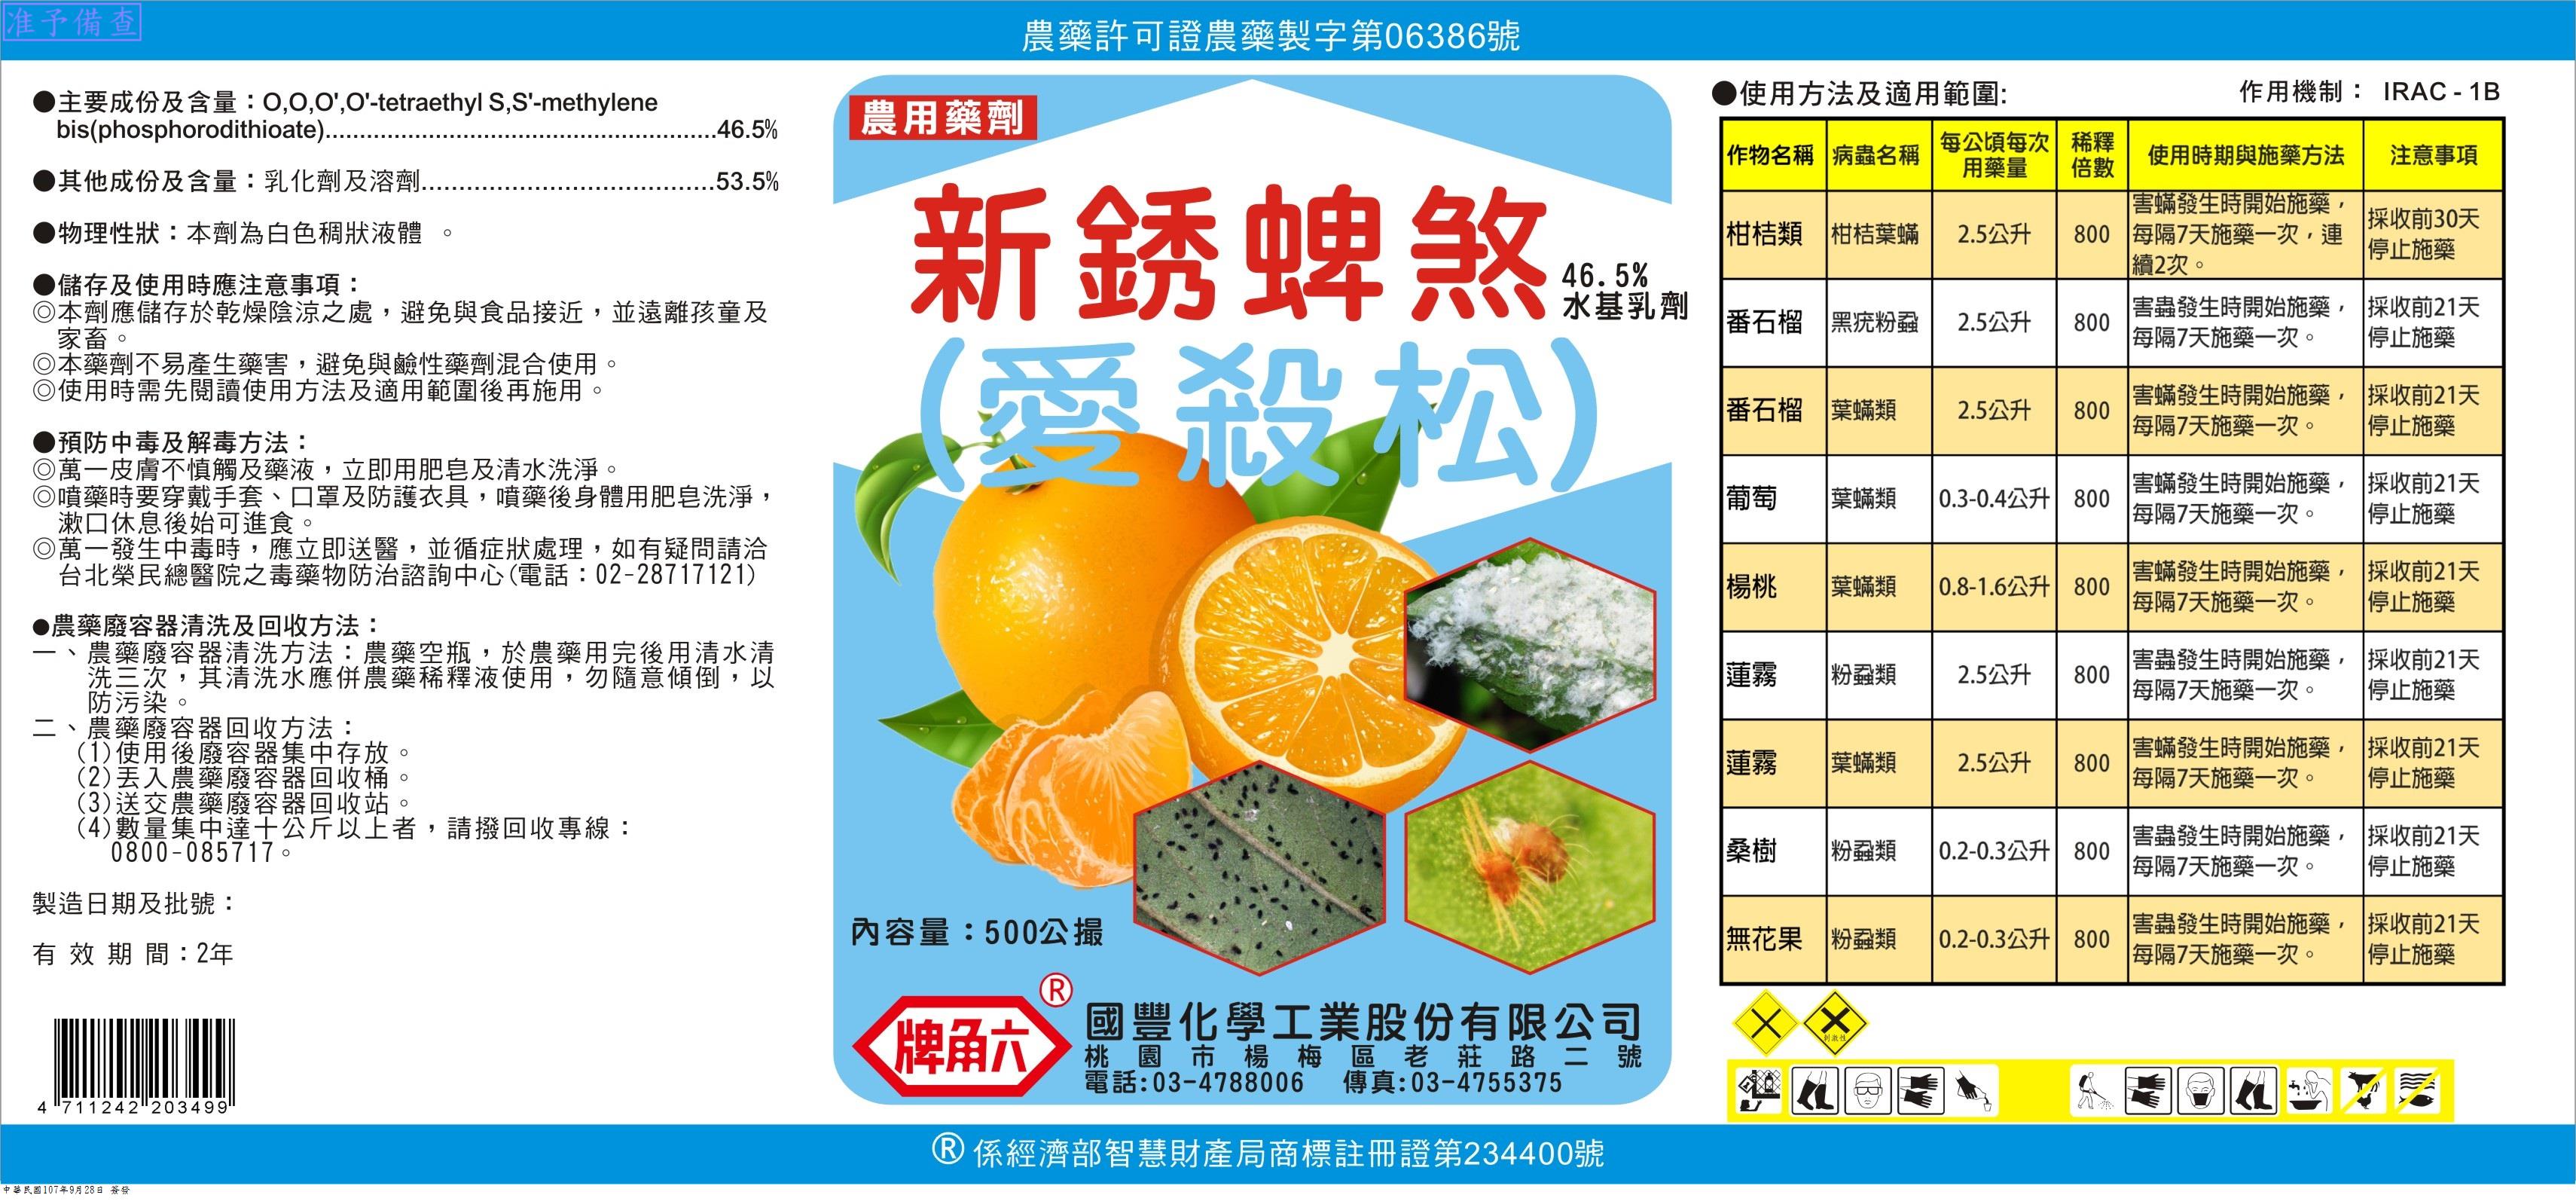 准予備查
農藥許可證農藥製字第06386號
●主要成份及含量：O,O,O',O'-tetraethyl S,S'-methylene
bis(phosphorodithioate)........................................................46.5%
●其他成份及含量：乳化劑及溶劑.......................................53.5%
●物理性狀：本劑為白色稠狀液體 。
●儲存及使用時應注意事項：
◎本劑應儲存於乾燥陰涼之處，避免與食品接近，並遠離孩童及
家畜。
◎本藥劑不易產生藥害，避免與鹼性藥劑混合使用。
◎使用時需先閱讀使用方法及適用範圍後再施用。
●預防中毒及解毒方法：
◎萬一皮膚不慎觸及藥液，立即用肥皂及清水洗淨。
◎噴藥時要穿戴手套、口罩及防護衣具，噴藥後身體用肥皂洗淨，
漱口休息後始可進食。
◎萬一發生中毒時，應立即送醫，並循症狀處理，如有疑問請洽
台北榮民總醫院之毒藥物防治諮詢中心(電話：02-28717121)
●農藥廢容器清洗及回收方法：
一、農藥廢容器清洗方法：農藥空瓶，於農藥用完後用清水清
洗三次，其清洗水應併農藥稀釋液使用，勿隨意傾倒，以
防污染。
二、農藥廢容器回收方法：
(1)使用後廢容器集中存放。
(2)丟入農藥廢容器回收桶。
(3)送交農藥廢容器回收站。
(4)數量集中達十公斤以上者，請撥回收專線：
0800-085717。
製造日期及批號：
有 效 期 間：2年
4 711242 203499
農用藥劑
新銹蜱煞
46.5%
水基乳劑
(愛殺松)
內容量：500公撮
®
牌角六
國豐化學工業股份有限公司
桃園市楊梅區老莊路二號
電話:03-4788006 傳真:03-4755375
●使用方法及適用範圍: 作用機制： IRAC - 1B
作物名稱 病蟲名稱 每公頃每次用藥量 稀釋倍數 使用時期與施藥方法 注意事項
柑桔類 柑桔葉蟎 2.5公升 800 害蟎發生時開始施藥，每隔7天施藥一次，連續2次。 採收前30天停止施藥
番石榴 黑疣粉蝨 2.5公升 800 害蟲發生時開始施藥，每隔7天施藥一次。 採收前21天停止施藥
番石榴 葉蟎類 2.5公升 800 害蟎發生時開始施藥，每隔7天施藥一次。 採收前21天停止施藥
葡萄 葉蟎類 0.3-0.4公升 800 害蟎發生時開始施藥，每隔7天施藥一次。 採收前21天停止施藥
楊桃 葉蟎類 0.8-1.6公升 800 害蟎發生時開始施藥，每隔7天施藥一次。 採收前21天停止施藥
蓮霧 粉蝨類 2.5公升 800 害蟲發生時開始施藥，每隔7天施藥一次。 採收前21天停止施藥
蓮霧 葉蟎類 2.5公升 800 害蟎發生時開始施藥，每隔7天施藥一次。 採收前21天停止施藥
桑樹 粉蝨類 0.2-0.3公升 800 害蟲發生時開始施藥，每隔7天施藥一次。 採收前21天停止施藥
無花果 粉蝨類 0.2-0.3公升 800 害蟲發生時開始施藥，每隔7天施藥一次。 採收前21天停止施藥
刺激性
® 係經濟部智慧財產局商標註冊證第234400號
中華民國107年9月28日 簽發